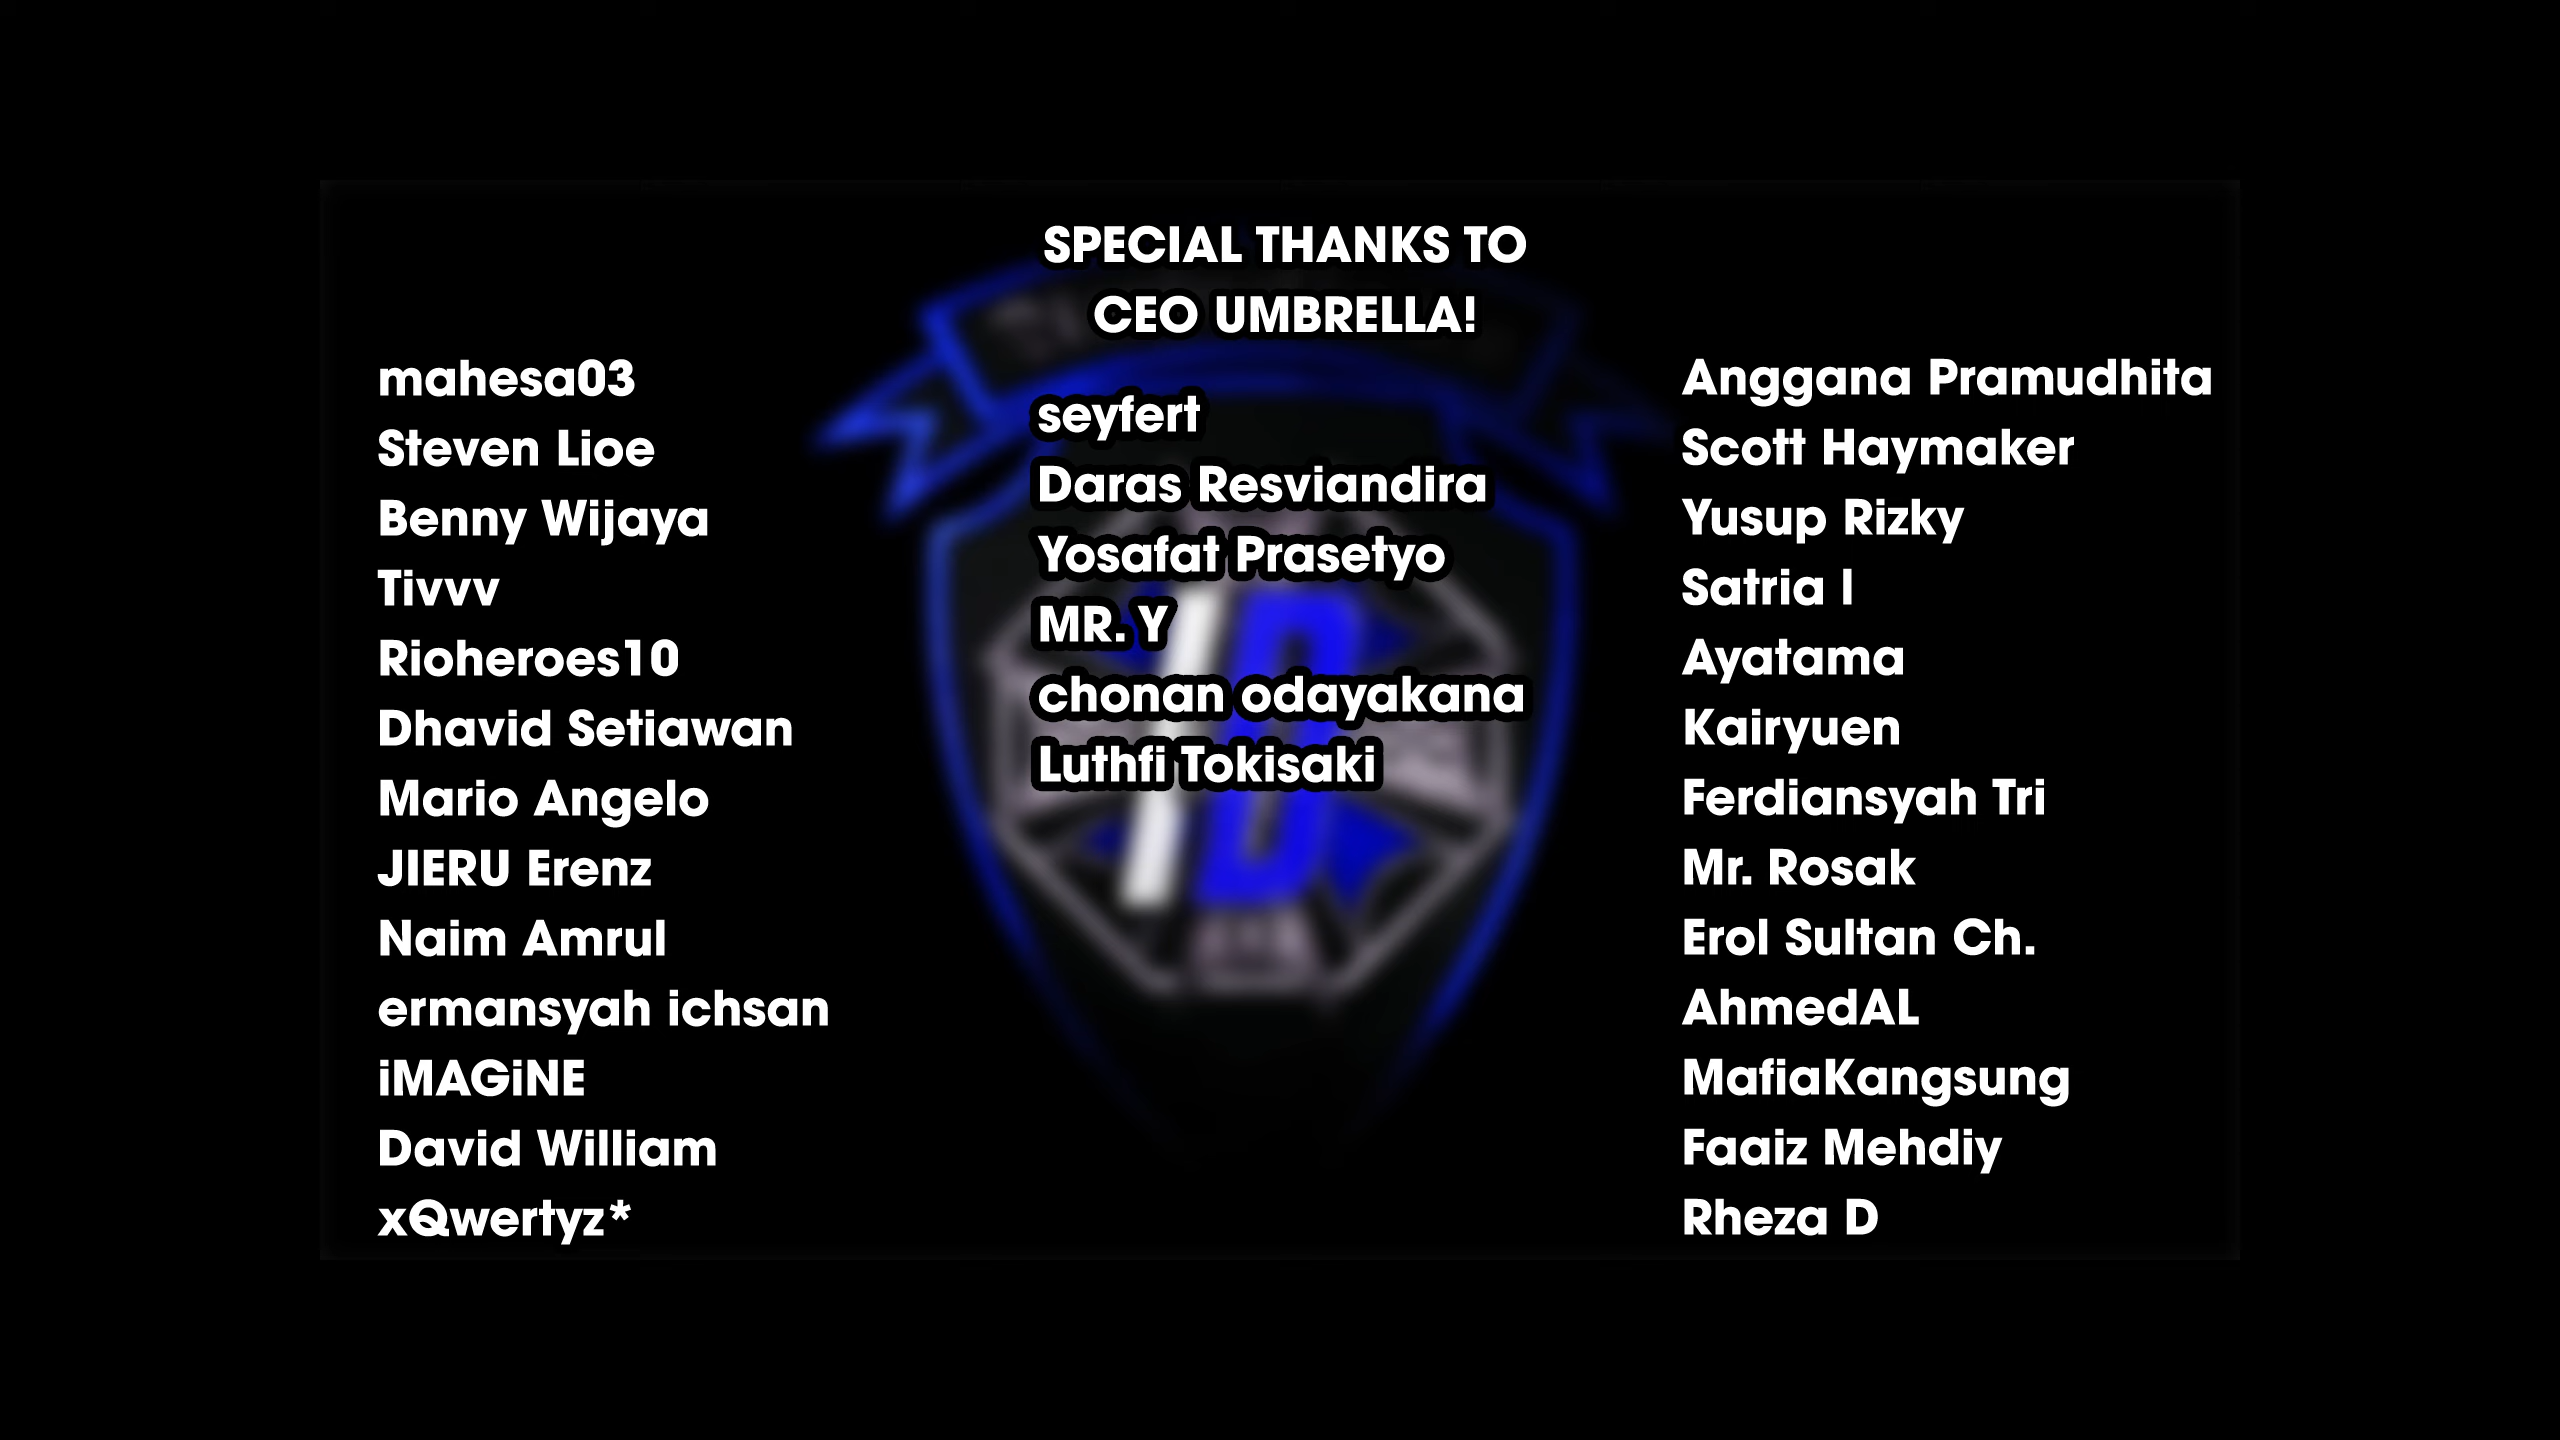 SPECIAL THANKS TO
CEO UMBRELLA!
mahesa03
Steven Lioe
Benny Wijaya
Tivvv
Rioheroes10
Dhavid Setiawan
Mario Angelo
JIERU Erenz
Naim Amrul
ermansyah ichsan
iMAGiNE
David William
xQwertyz*
seyfert
Daras Resviandira
Yosafat Prasetyo
MR. Y
chonan odayakana
Luthfi Tokisaki
Anggana Pramudhita
Scott Haymaker
Yusup Rizky
Satria I
Ayatama
Kairyuen
Ferdiansyah Tri
Mr. Rosak
Erol Sultan Ch.
AhmedAL
MafiaKangsung
Faaiz Mehdiy
Rheza D
ID